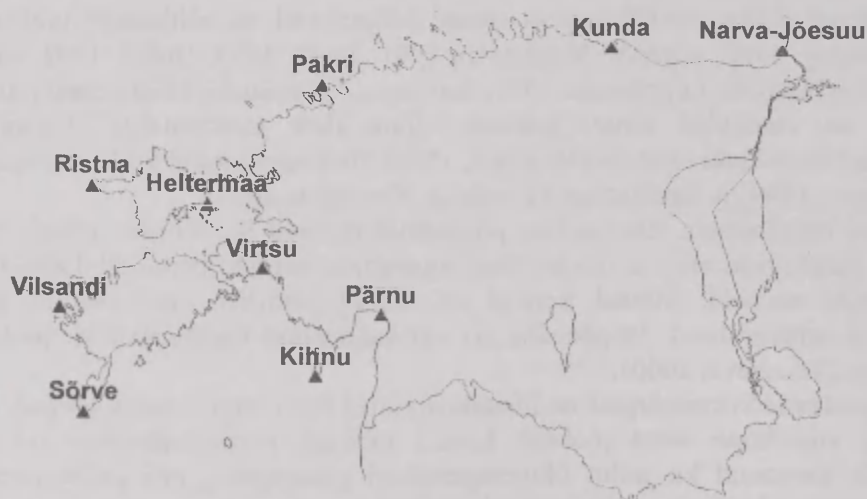 Kunda
Narva-Jõesuu
Pakri
Ristna
Heltermaa
Virtsu
Vilsandi
Pärnu
Kihnu
Sõrve